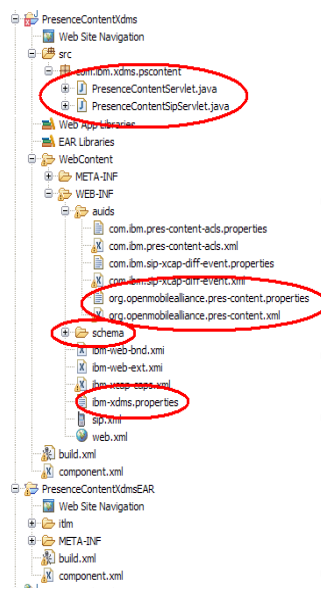 PresenceContentXdms
Web Site Navigation
src
com.ibm.xdms.pscontent
PresenceContentServlet.java
PresenceContentSipServlet.java
Web App Libraries
EAR Libraries
WebContent
META-INF
WEB-INF
auids
com.ibm.pres-content-acls.properties
com.ibm.pres-content-acls.xml
com.ibm.sip-xcap-diff-event.properties
com.ibm.sip-xcap-diff-event.xml
org.openmobilealliance.pres-content.properties
org.openmobilealliance.pres-content.xml
schema
ibm-web-bnd.xmi
ibm-web-ext.xmi
ibm-xcap-caps.xml
ibm-xdms.properties
sip.xml
web.xml
build.xml
component.xml
PresenceContentXdmsEAR
Web Site Navigation
itlm
META-INF
build.xml
component.xml